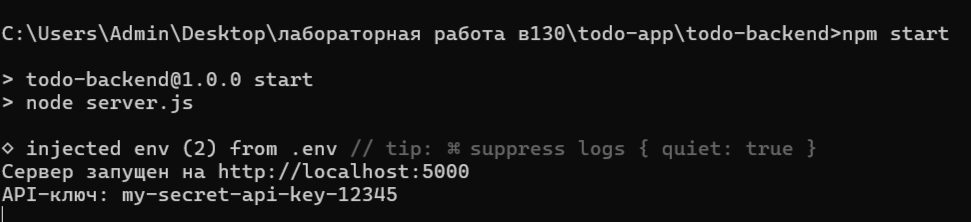 C:\Users\Admin\Desktop\лабораторная работа в130\todo-app\todo-backend>npm start
> todo-backend@1.0.0 start
> node server.js
◇ injected env (2) from .env // tip: ⌘ suppress logs { quiet: true }
Сервер запущен на http://localhost:5000
API-ключ: my-secret-api-key-12345